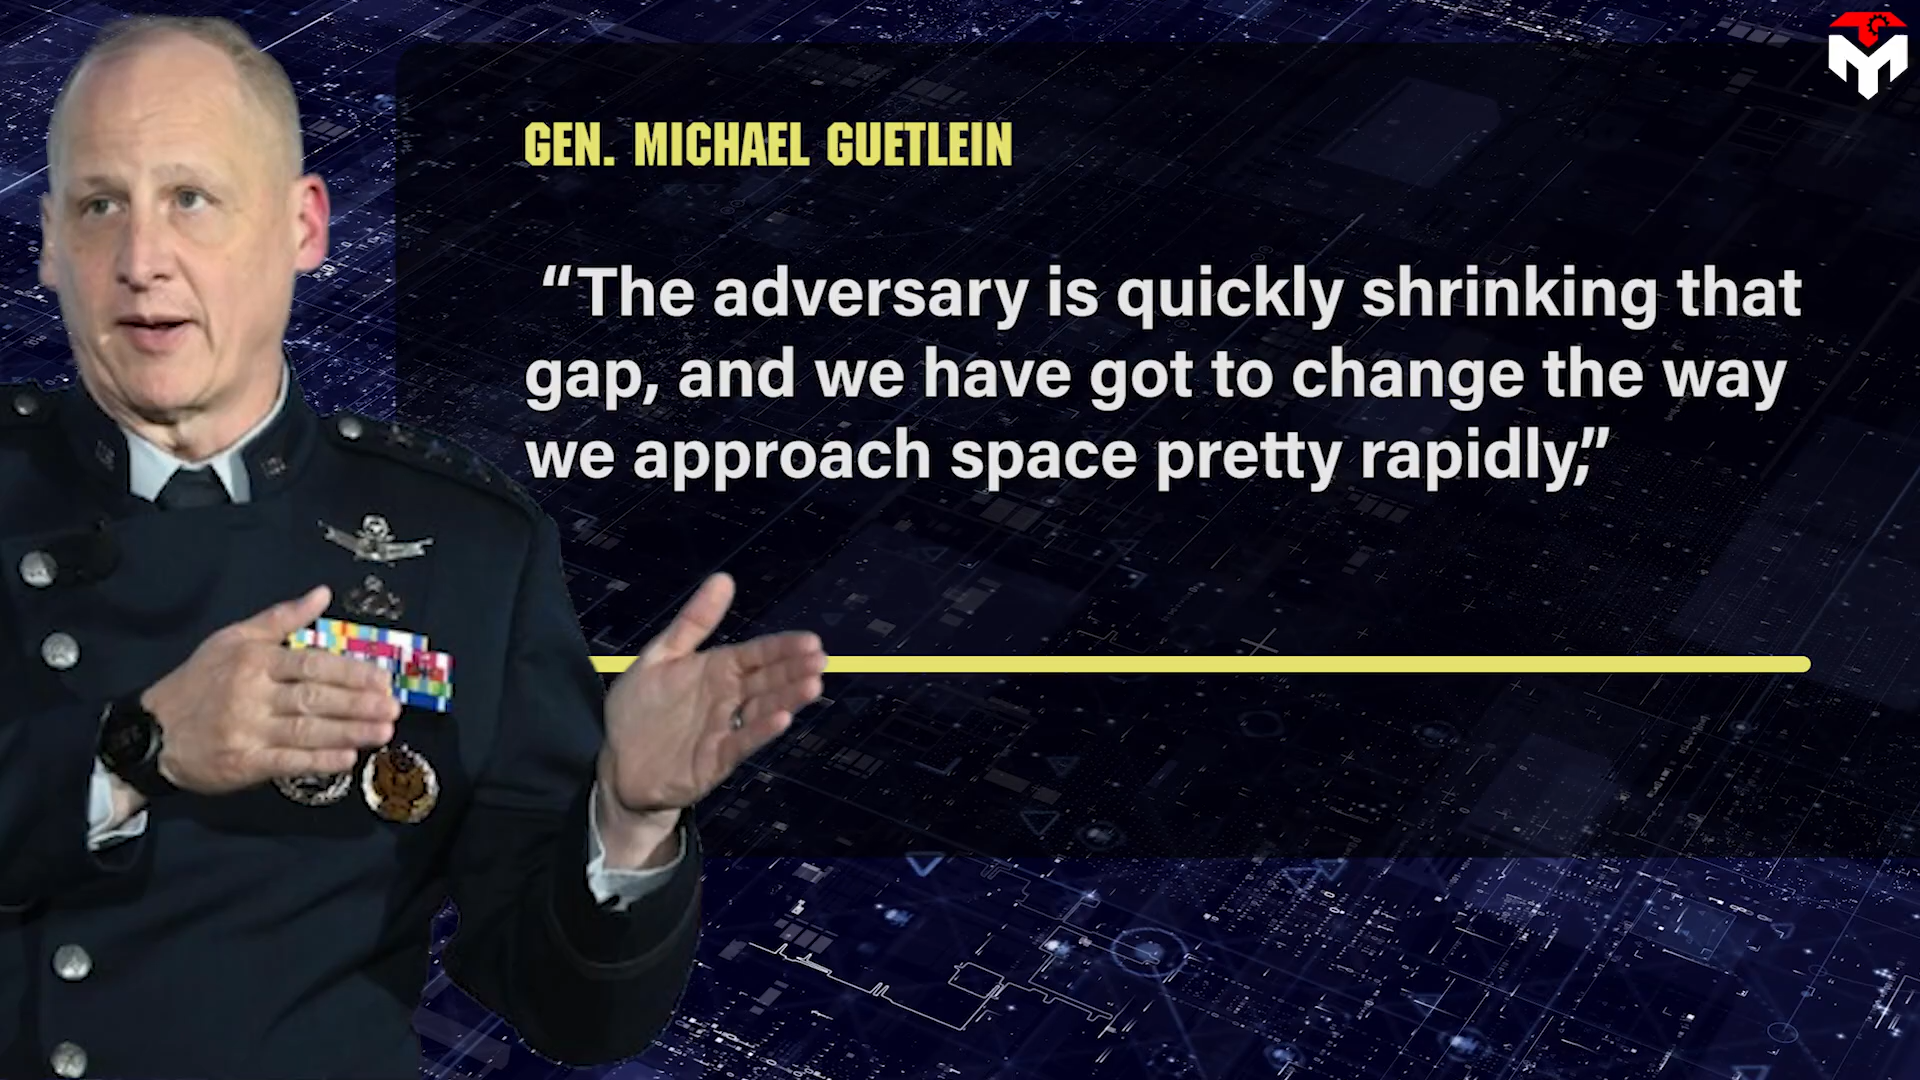 GEN. MICHAEL GUETLEIN
“The adversary is quickly shrinking that
gap, and we have got to change the way
we approach space pretty rapidly,”